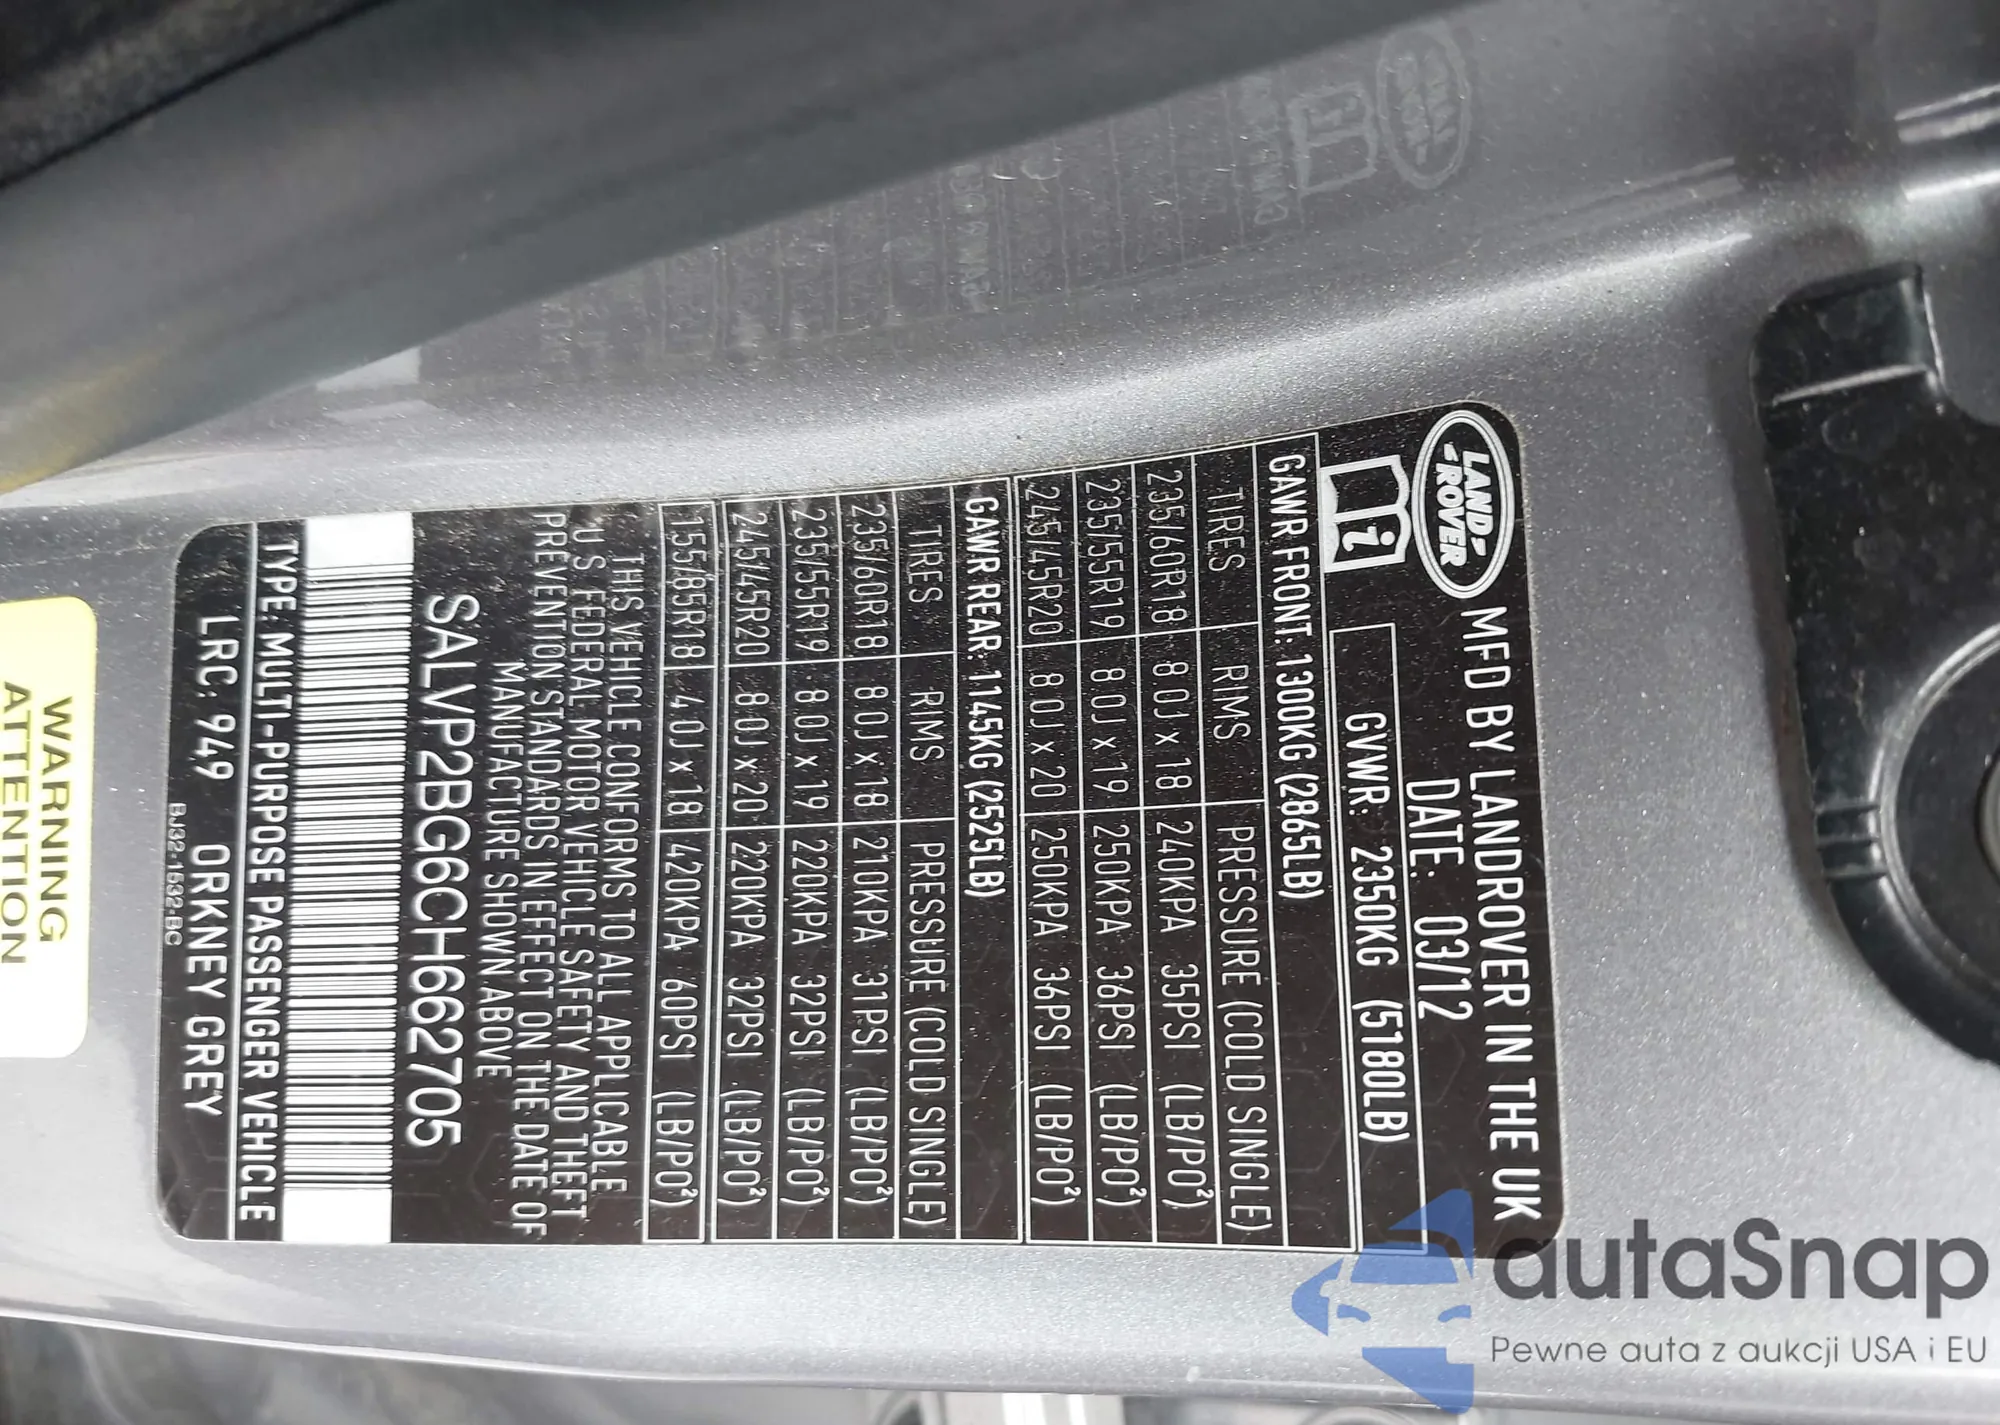 LAND-
-ROVER
MFD BY LANDROVER IN THE UK
DATE: 03/12
i
GVWR: 2350KG (5180LB)
GAWR FRONT: 1300KG (2865LB)
TIRES RIMS PRESSURE (COLD SINGLE)
235/60R18 8.0J x 18 240KPA 35PSI (LB/PO²)
235/55R19 8.0J x 19 250KPA 36PSI (LB/PO²)
245/45R20 8.0J x 20 250KPA 36PSI (LB/PO²)
GAWR REAR: 1145KG (2525LB)
TIRES RIMS PRESSURE (COLD SINGLE)
235/60R18 8.0J x 18 210KPA 31PSI (LB/PO²)
235/55R19 8.0J x 19 220KPA 32PSI (LB/PO²)
245/45R20 8.0J x 20 220KPA 32PSI (LB/PO²)
155/85R18 4.0J x 18 420KPA 60PSI (LB/PO²)
THIS VEHICLE CONFORMS TO ALL APPLICABLE
U.S. FEDERAL MOTOR VEHICLE SAFETY AND THEFT
PREVENTION STANDARDS IN EFFECT ON THE DATE OF
MANUFACTURE SHOWN ABOVE
SALVP2BG6CH662705
TYPE: MULTI-PURPOSE PASSENGER VEHICLE
LRC: 949 ORKNEY GREY
BJ32-1532-BC
WARNING
ATTENTION
autaSnap
Pewne auta z aukcji USA i EU